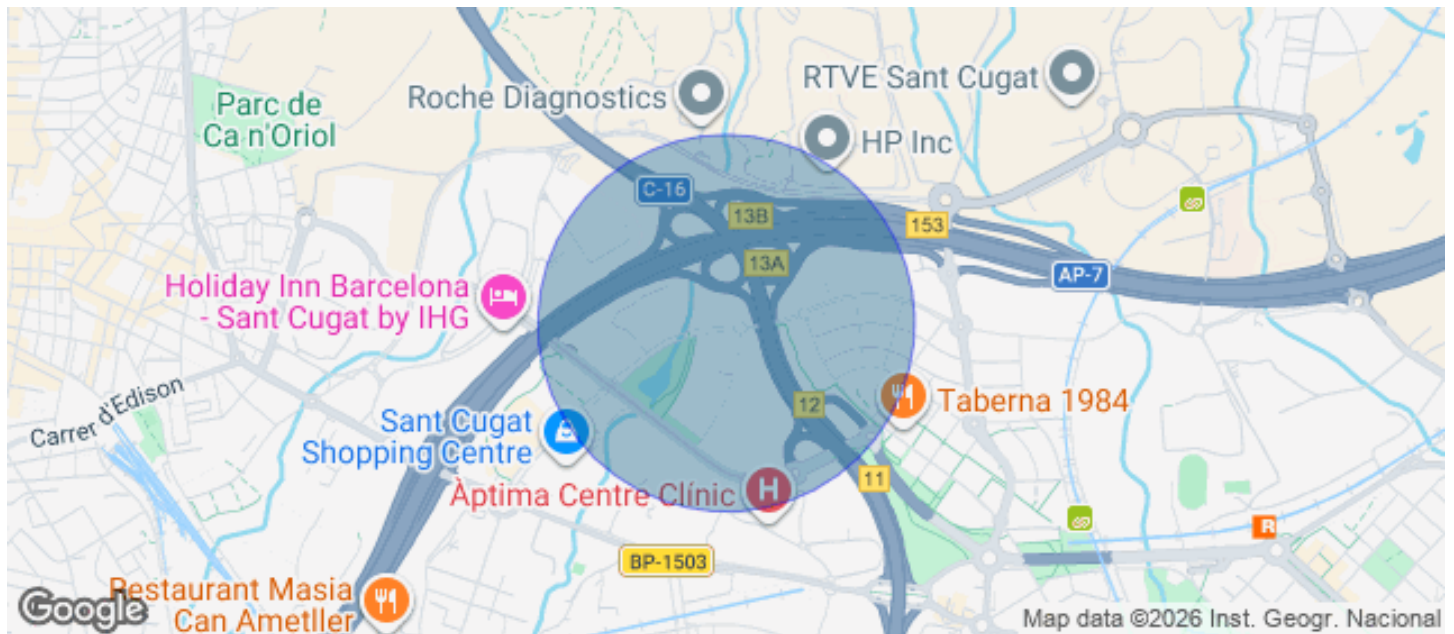 Parc de
Ca n'Oriol
Roche Diagnostics
RTVE Sant Cugat
HP Inc
C-16
13B
153
13A
AP-7
Holiday Inn Barcelona
- Sant Cugat by IHG
Carrer d'Edison
Sant Cugat
Shopping Centre
12
Taberna 1984
11
Àptima Centre Clínic
H
R
BP-1503
Restaurant Masia
Can Ametller
Google
Map data ©2026 Inst. Geogr. Nacional